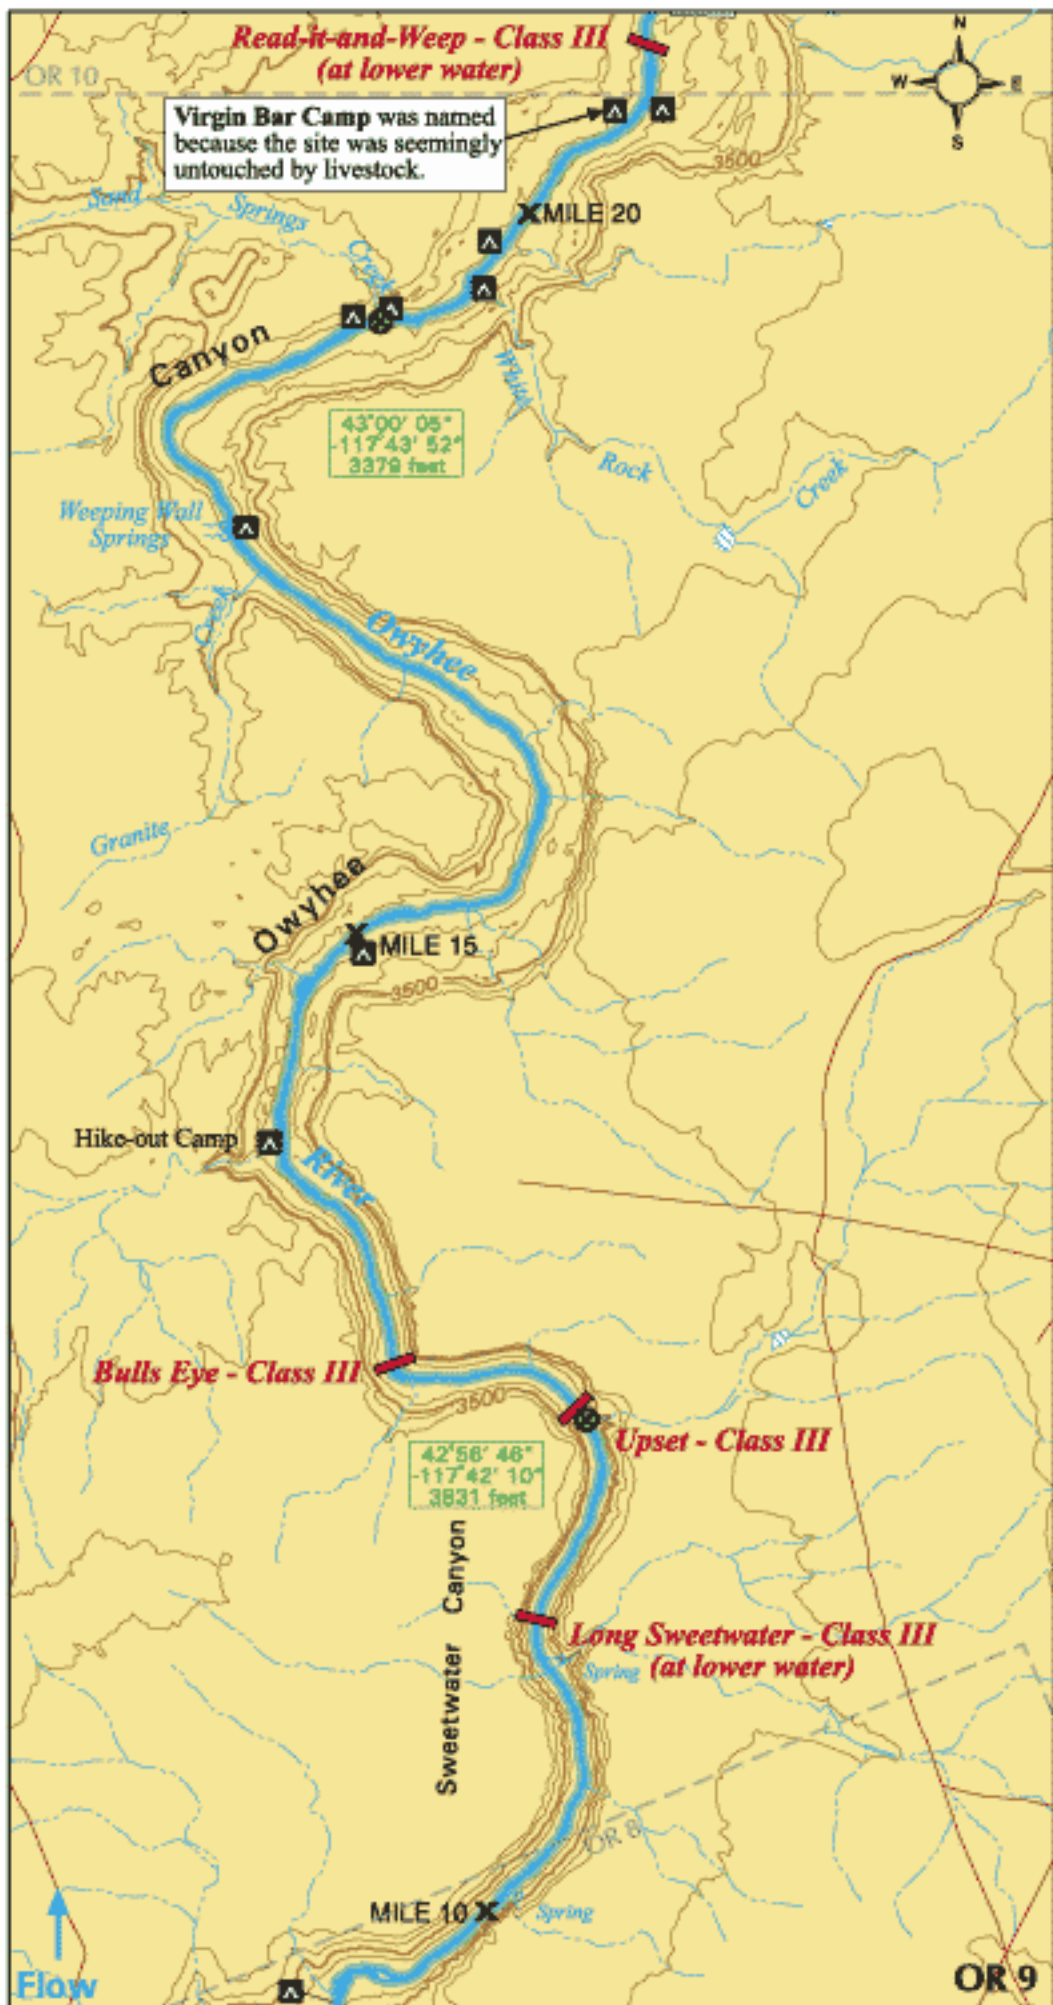 Read-it-and-Weep - Class III
(at lower water)
N
W
E
S
OR 10
Virgin Bar Camp was named
because the site was seemingly
untouched by livestock.
3500
Sand
Springs
Creek
MILE 20
Canyon
White
Rock
Creek
43°00' 05"
-117°43' 52"
3379 feet
Weeping Wall
Springs
Creek
Owyhee
Granite
Owyhee
MILE 15
3500
Hike-out Camp
River
Bulls Eye - Class III
3500
Upset - Class III
42°56' 46"
-117°42' 10"
3831 feet
Sweetwater Canyon
Long Sweetwater - Class III
(at lower water)
Spring
OR 8
MILE 10
Spring
Flow
OR 9